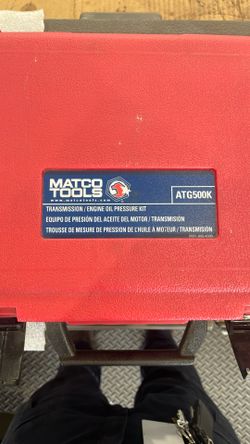 MATCO
TOOLS
www.matcotools.com
ATG500K
TRANSMISSION / ENGINE OIL PRESSURE KIT
EQUIPO DE PRESIÓN DEL ACEITE DEL MOTOR / TRANSMISIÓN
TROUSSE DE MESURE DE PRESSION DE L'HUILE À MOTEUR / TRANSMISSION